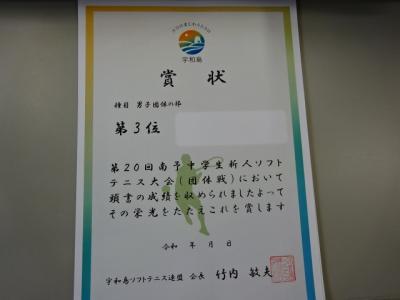 宇和島
賞状
種目 男子団体の部
第3位
第20回南予中学生新人ソフト
テニス大会(団体戦)において
頭書の成績を収められましたよって
その栄光をたたえこれを賞します
令和 年 月 日
宇和島ソフトテニス連盟 会長 竹内 敏夫